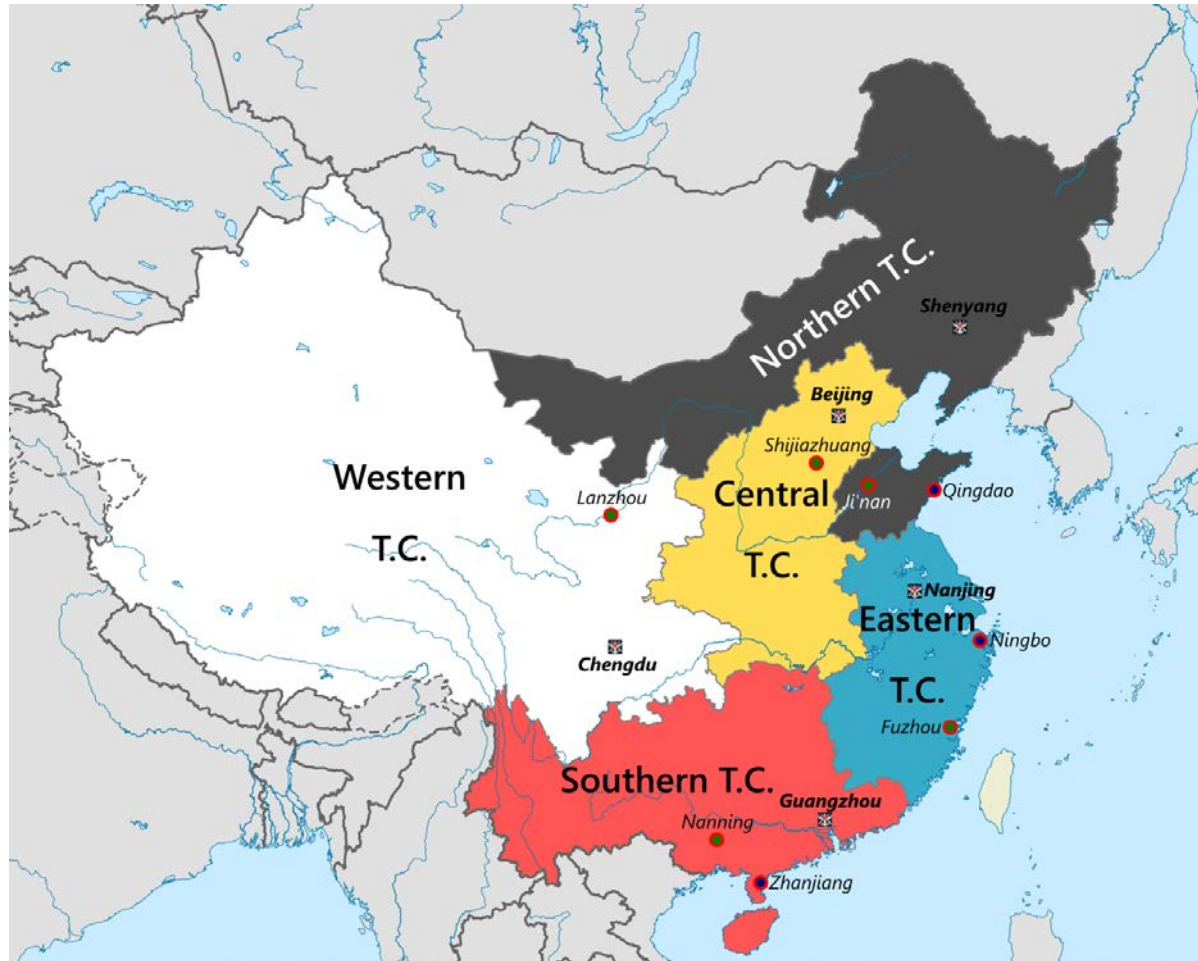 Northern T.C.
Shenyang
Beijing
Shijiazhuang
Western
Central
Lanzhou
Ji'nan
Qingdao
T.C.
T.C.
Nanjing
Eastern
Ningbo
Chengdu
T.C.
Fuzhou
Southern T.C.
Guangzhou
Nanning
Zhanjiang